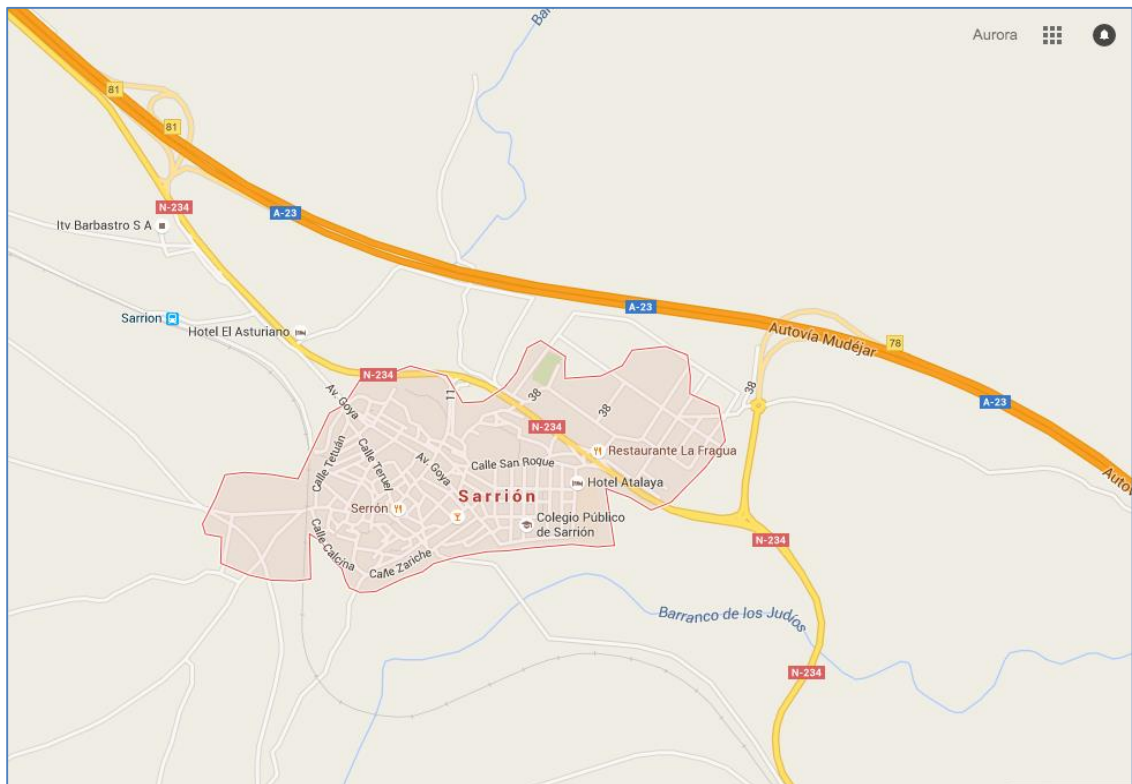 Aurora
Bar
81
81
N-234
A-23
Itv Barbastro S A
Sarrion
Hotel El Asturiano
A-23
Autovía Mudéjar
78
N-234
Av. Goya
11
38
38
38
A-23
N-234
Restaurante La Fragua
Calle Tetuán
Calle Teruel
Av. Goya
Calle San Roque
Hotel Atalaya
Sarrión
Serrón
Colegio Público
de Sarrión
Calle Calcina
Calle Zariche
Autov
N-234
Barranco de los Judíos
N-234